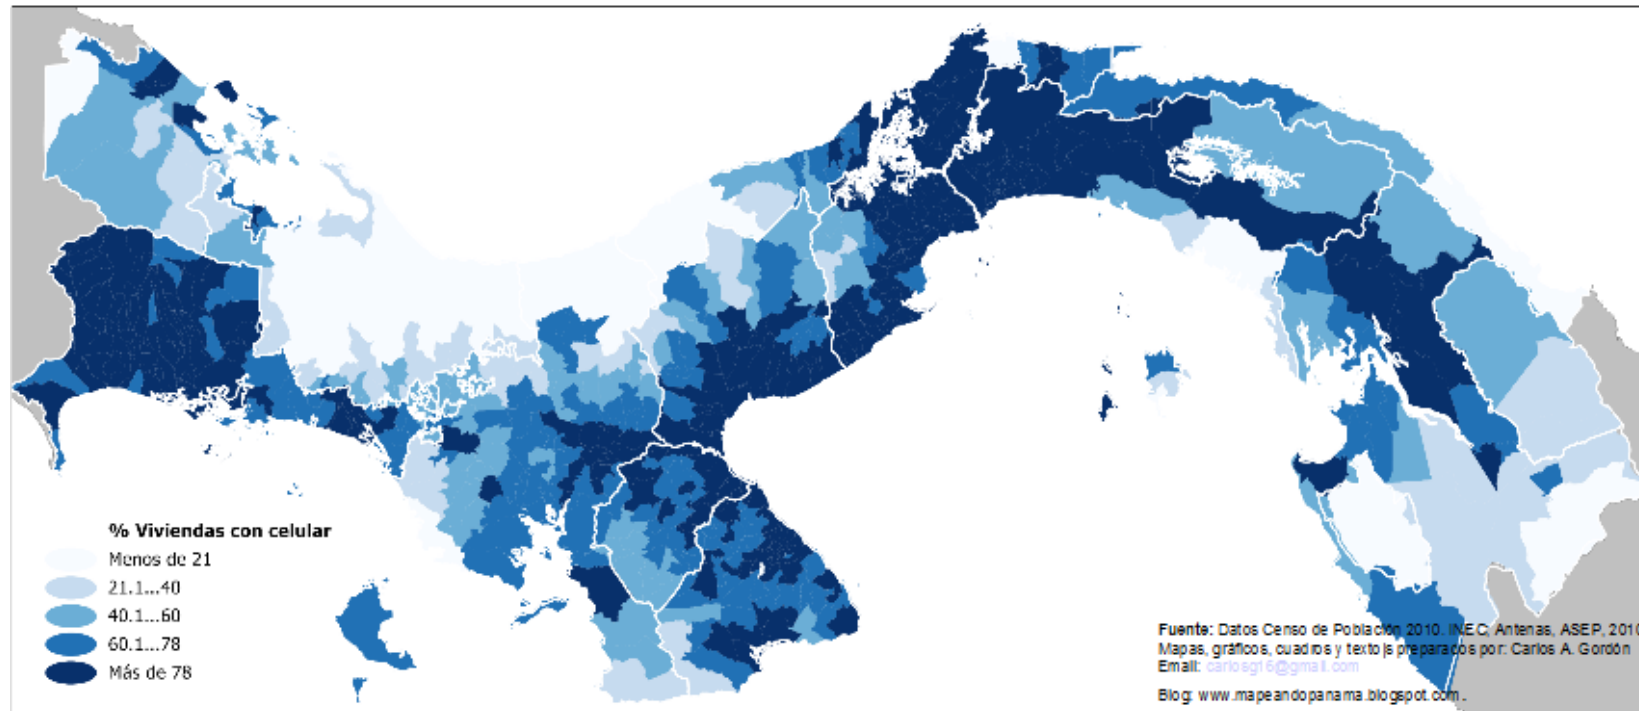 % Viviendas con celular
Menos de 21
21.1...40
40.1...60
60.1...78
Más de 78
Fuente: Datos Censo de Población 2010. INEC; Antenas, ASEP, 2010
Mapas, gráficos, cuadros y textos preparados por: Carlos A. Gordón
Email: carlosg16@gmail.com
Blog: www.mapeandopanama.blogspot.com.